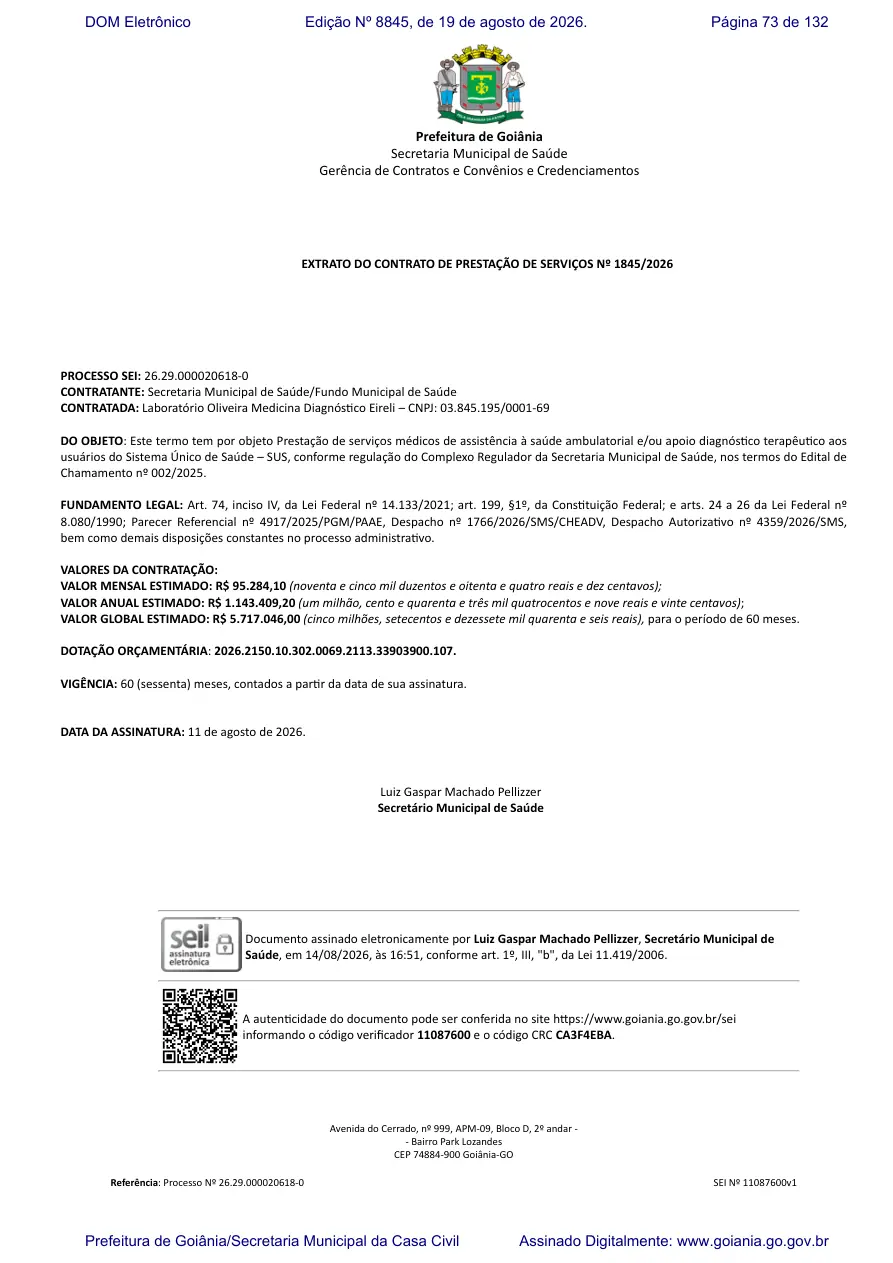 DOM Eletrônico Edição Nº 8845, de 19 de agosto de 2026. Página 73 de 132
Prefeitura de Goiânia
Secretaria Municipal de Saúde
Gerência de Contratos e Convênios e Credenciamentos
EXTRATO DO CONTRATO DE PRESTAÇÃO DE SERVIÇOS Nº 1845/2026
PROCESSO SEI: 26.29.000020618-0
CONTRATANTE: Secretaria Municipal de Saúde/Fundo Municipal de Saúde
CONTRATADA: Laboratório Oliveira Medicina Diagnóstico Eireli – CNPJ: 03.845.195/0001-69
DO OBJETO: Este termo tem por objeto Prestação de serviços médicos de assistência à saúde ambulatorial e/ou apoio diagnóstico terapêutico aos
usuários do Sistema Único de Saúde – SUS, conforme regulação do Complexo Regulador da Secretaria Municipal de Saúde, nos termos do Edital de
Chamamento nº 002/2025.
FUNDAMENTO LEGAL: Art. 74, inciso IV, da Lei Federal nº 14.133/2021; art. 199, §1º, da Constituição Federal; e arts. 24 a 26 da Lei Federal nº
8.080/1990; Parecer Referencial nº 4917/2025/PGM/PAAE, Despacho nº 1766/2026/SMS/CHEADV, Despacho Autorizativo nº 4359/2026/SMS,
bem como demais disposições constantes no processo administrativo.
VALORES DA CONTRATAÇÃO:
VALOR MENSAL ESTIMADO: R$ 95.284,10 (noventa e cinco mil duzentos e oitenta e quatro reais e dez centavos);
VALOR ANUAL ESTIMADO: R$ 1.143.409,20 (um milhão, cento e quarenta e três mil quatrocentos e nove reais e vinte centavos);
VALOR GLOBAL ESTIMADO: R$ 5.717.046,00 (cinco milhões, setecentos e dezessete mil quarenta e seis reais), para o período de 60 meses.
DOTAÇÃO ORÇAMENTÁRIA: 2026.2150.10.302.0069.2113.33903900.107.
VIGÊNCIA: 60 (sessenta) meses, contados a partir da data de sua assinatura.
DATA DA ASSINATURA: 11 de agosto de 2026.
Luiz Gaspar Machado Pellizzer
Secretário Municipal de Saúde
sei!
assinatura
eletrônica
Documento assinado eletronicamente por Luiz Gaspar Machado Pellizzer, Secretário Municipal de
Saúde, em 14/08/2026, às 16:51, conforme art. 1º, III, "b", da Lei 11.419/2006.
A autenticidade do documento pode ser conferida no site https://www.goiania.go.gov.br/sei
informando o código verificador 11087600 e o código CRC CA3F4EBA.
Avenida do Cerrado, nº 999, APM-09, Bloco D, 2º andar -
- Bairro Park Lozandes
CEP 74884-900 Goiânia-GO
Referência: Processo Nº 26.29.000020618-0 SEI Nº 11087600v1
Prefeitura de Goiânia/Secretaria Municipal da Casa Civil Assinado Digitalmente: www.goiania.go.gov.br